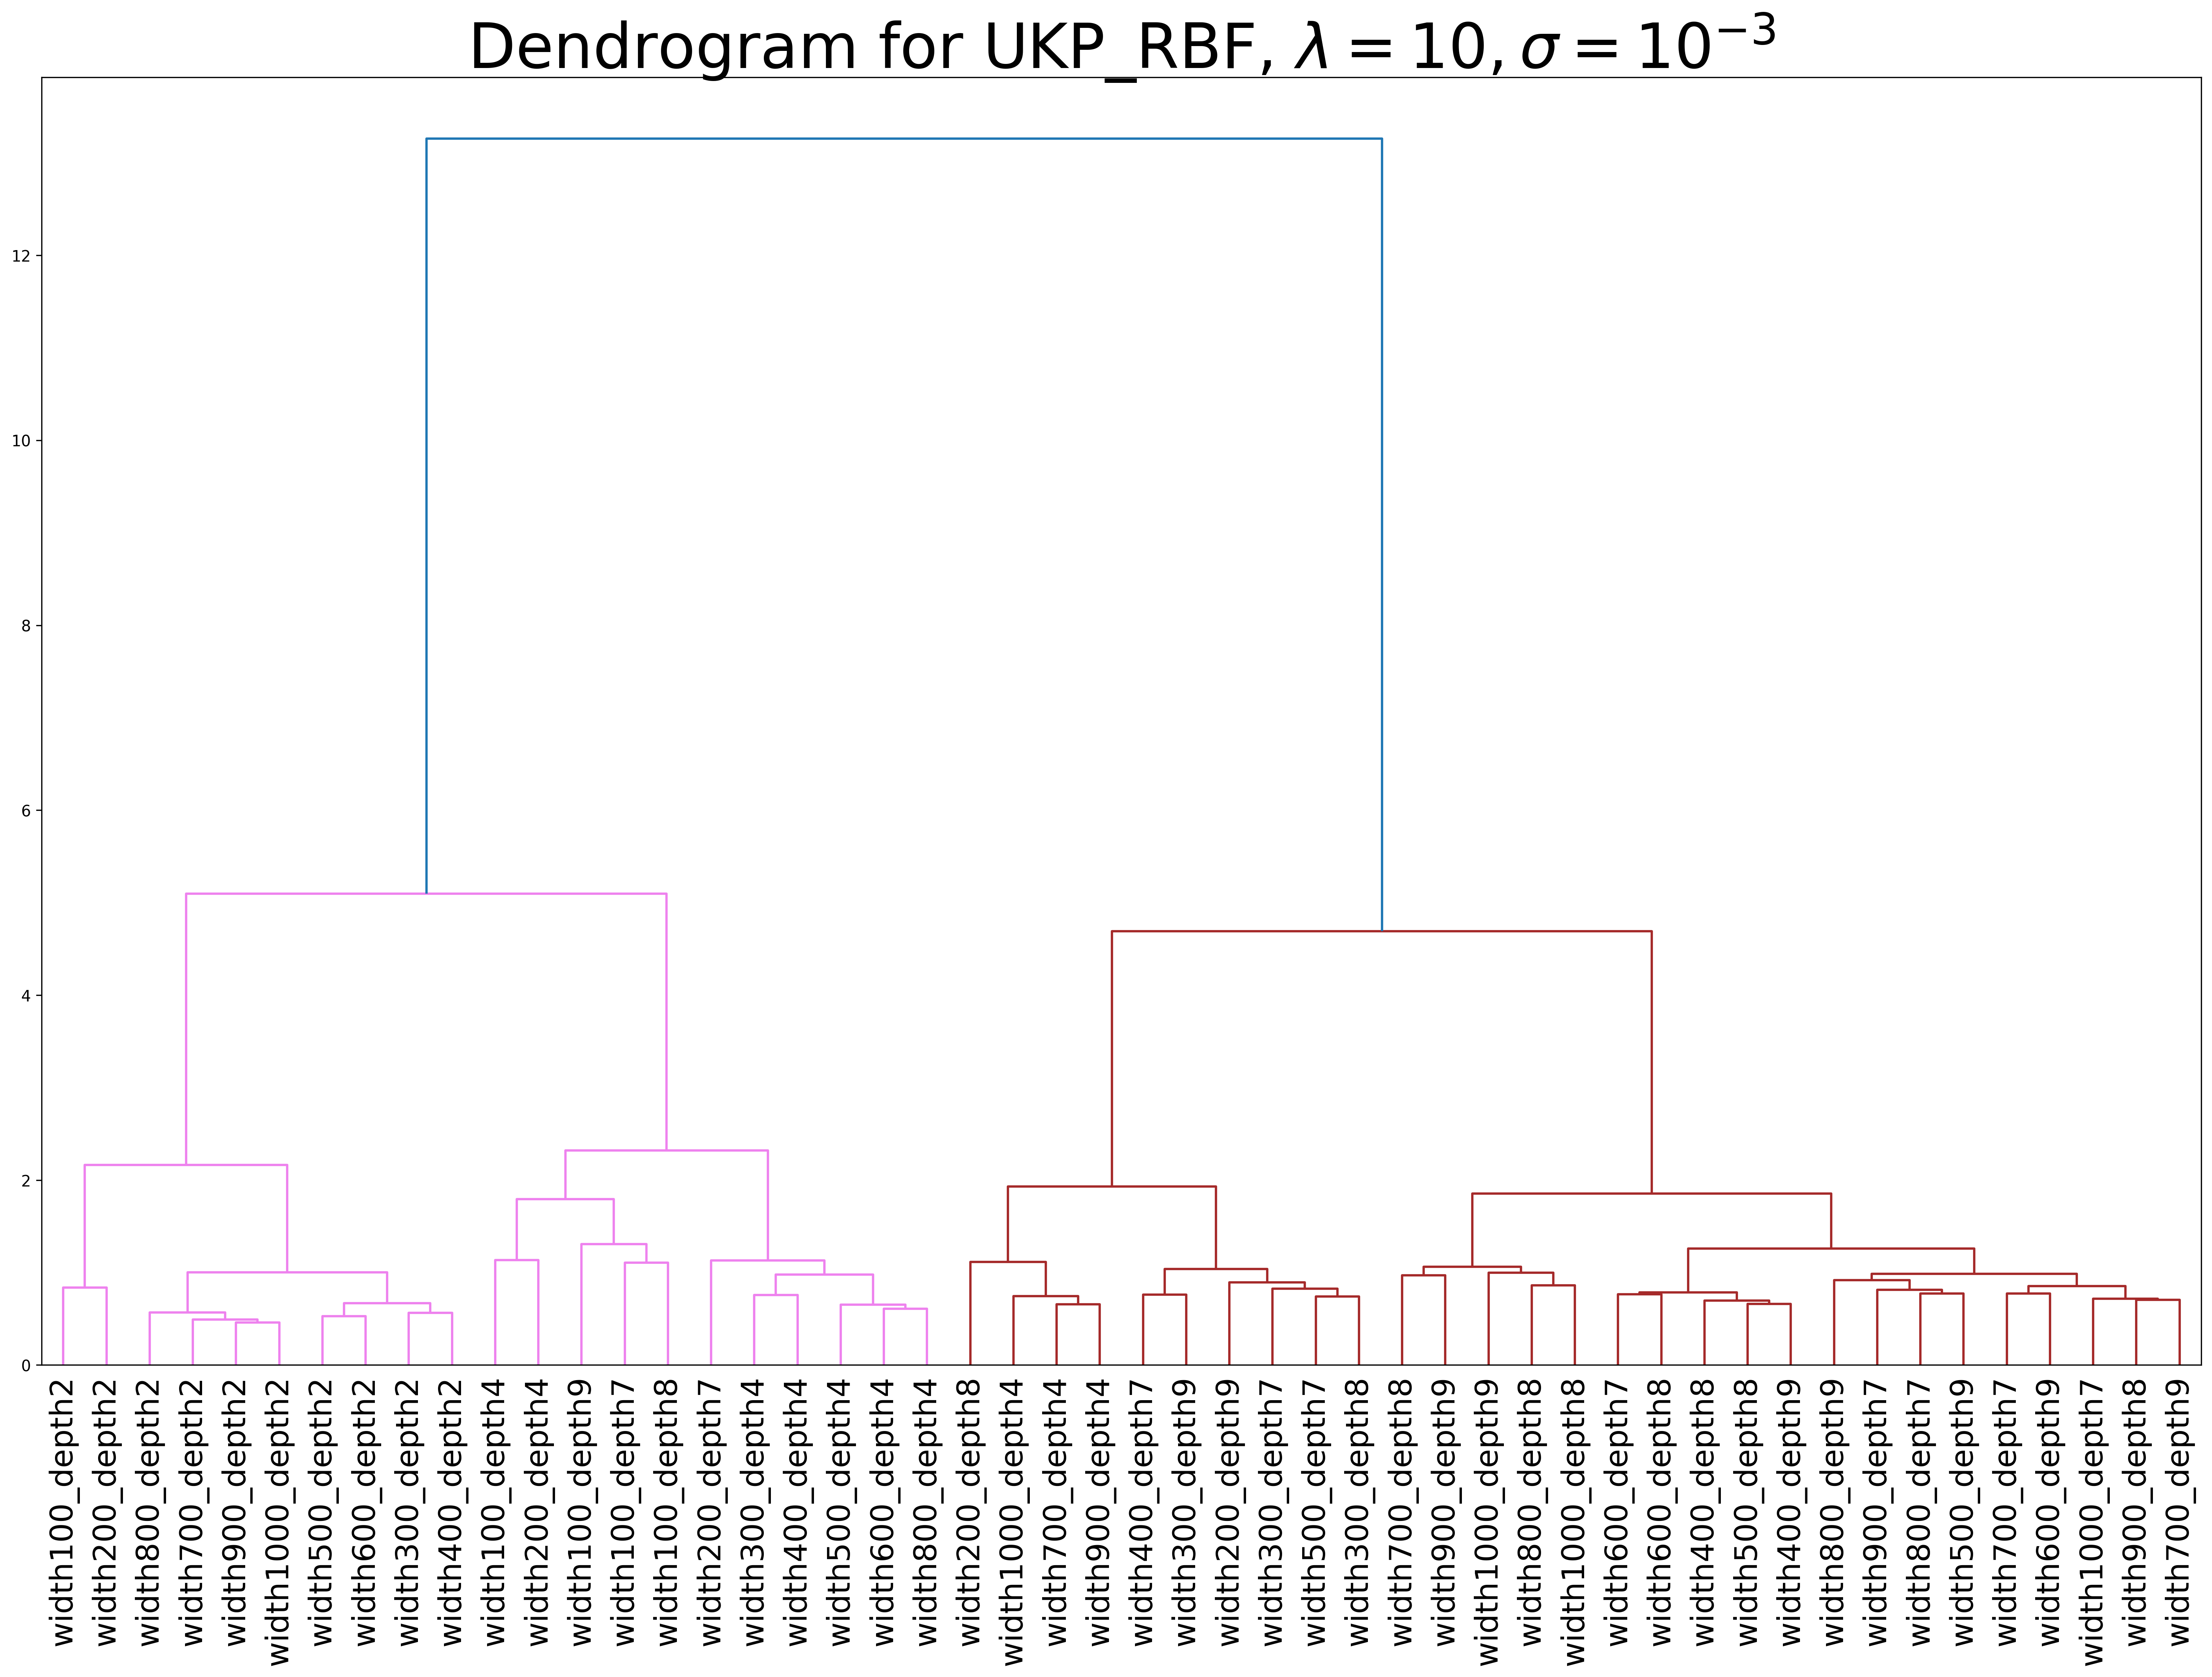 Dendrogram for UKP_RBF, λ = 10, σ = 10⁻³
12
10
8
6
4
2
0
width100_depth2
width200_depth2
width800_depth2
width700_depth2
width900_depth2
width1000_depth2
width500_depth2
width600_depth2
width300_depth2
width400_depth2
width100_depth4
width200_depth4
width100_depth9
width100_depth7
width100_depth8
width200_depth7
width300_depth4
width400_depth4
width500_depth4
width600_depth4
width800_depth4
width200_depth8
width1000_depth4
width700_depth4
width900_depth4
width400_depth7
width300_depth9
width200_depth9
width300_depth7
width500_depth7
width300_depth8
width700_depth8
width900_depth9
width1000_depth9
width800_depth8
width1000_depth8
width600_depth7
width600_depth8
width400_depth8
width500_depth8
width400_depth9
width800_depth9
width900_depth7
width800_depth7
width500_depth9
width700_depth7
width600_depth9
width1000_depth7
width900_depth8
width700_depth9